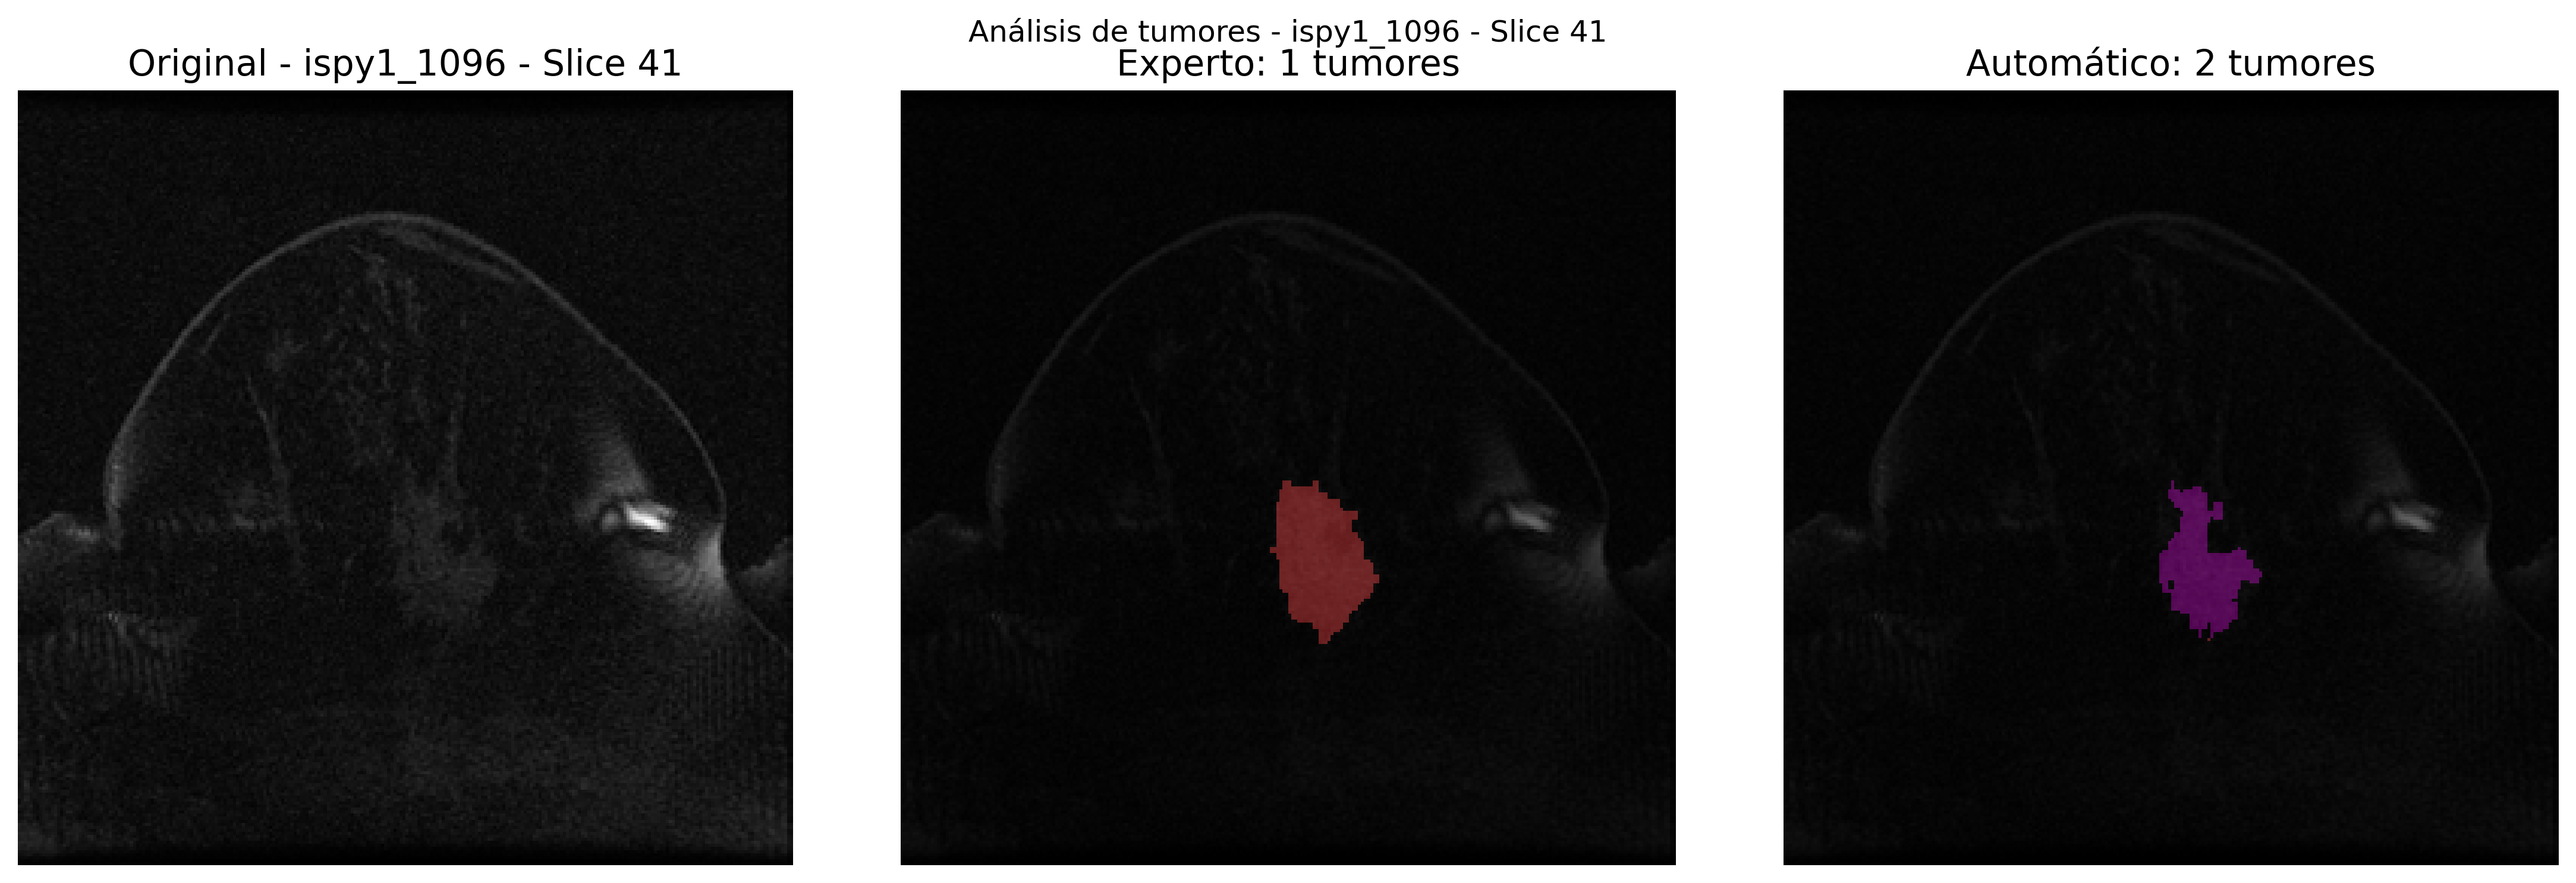 Análisis de tumores - ispy1_1096 - Slice 41
Original - ispy1_1096 - Slice 41
Experto: 1 tumores
Automático: 2 tumores